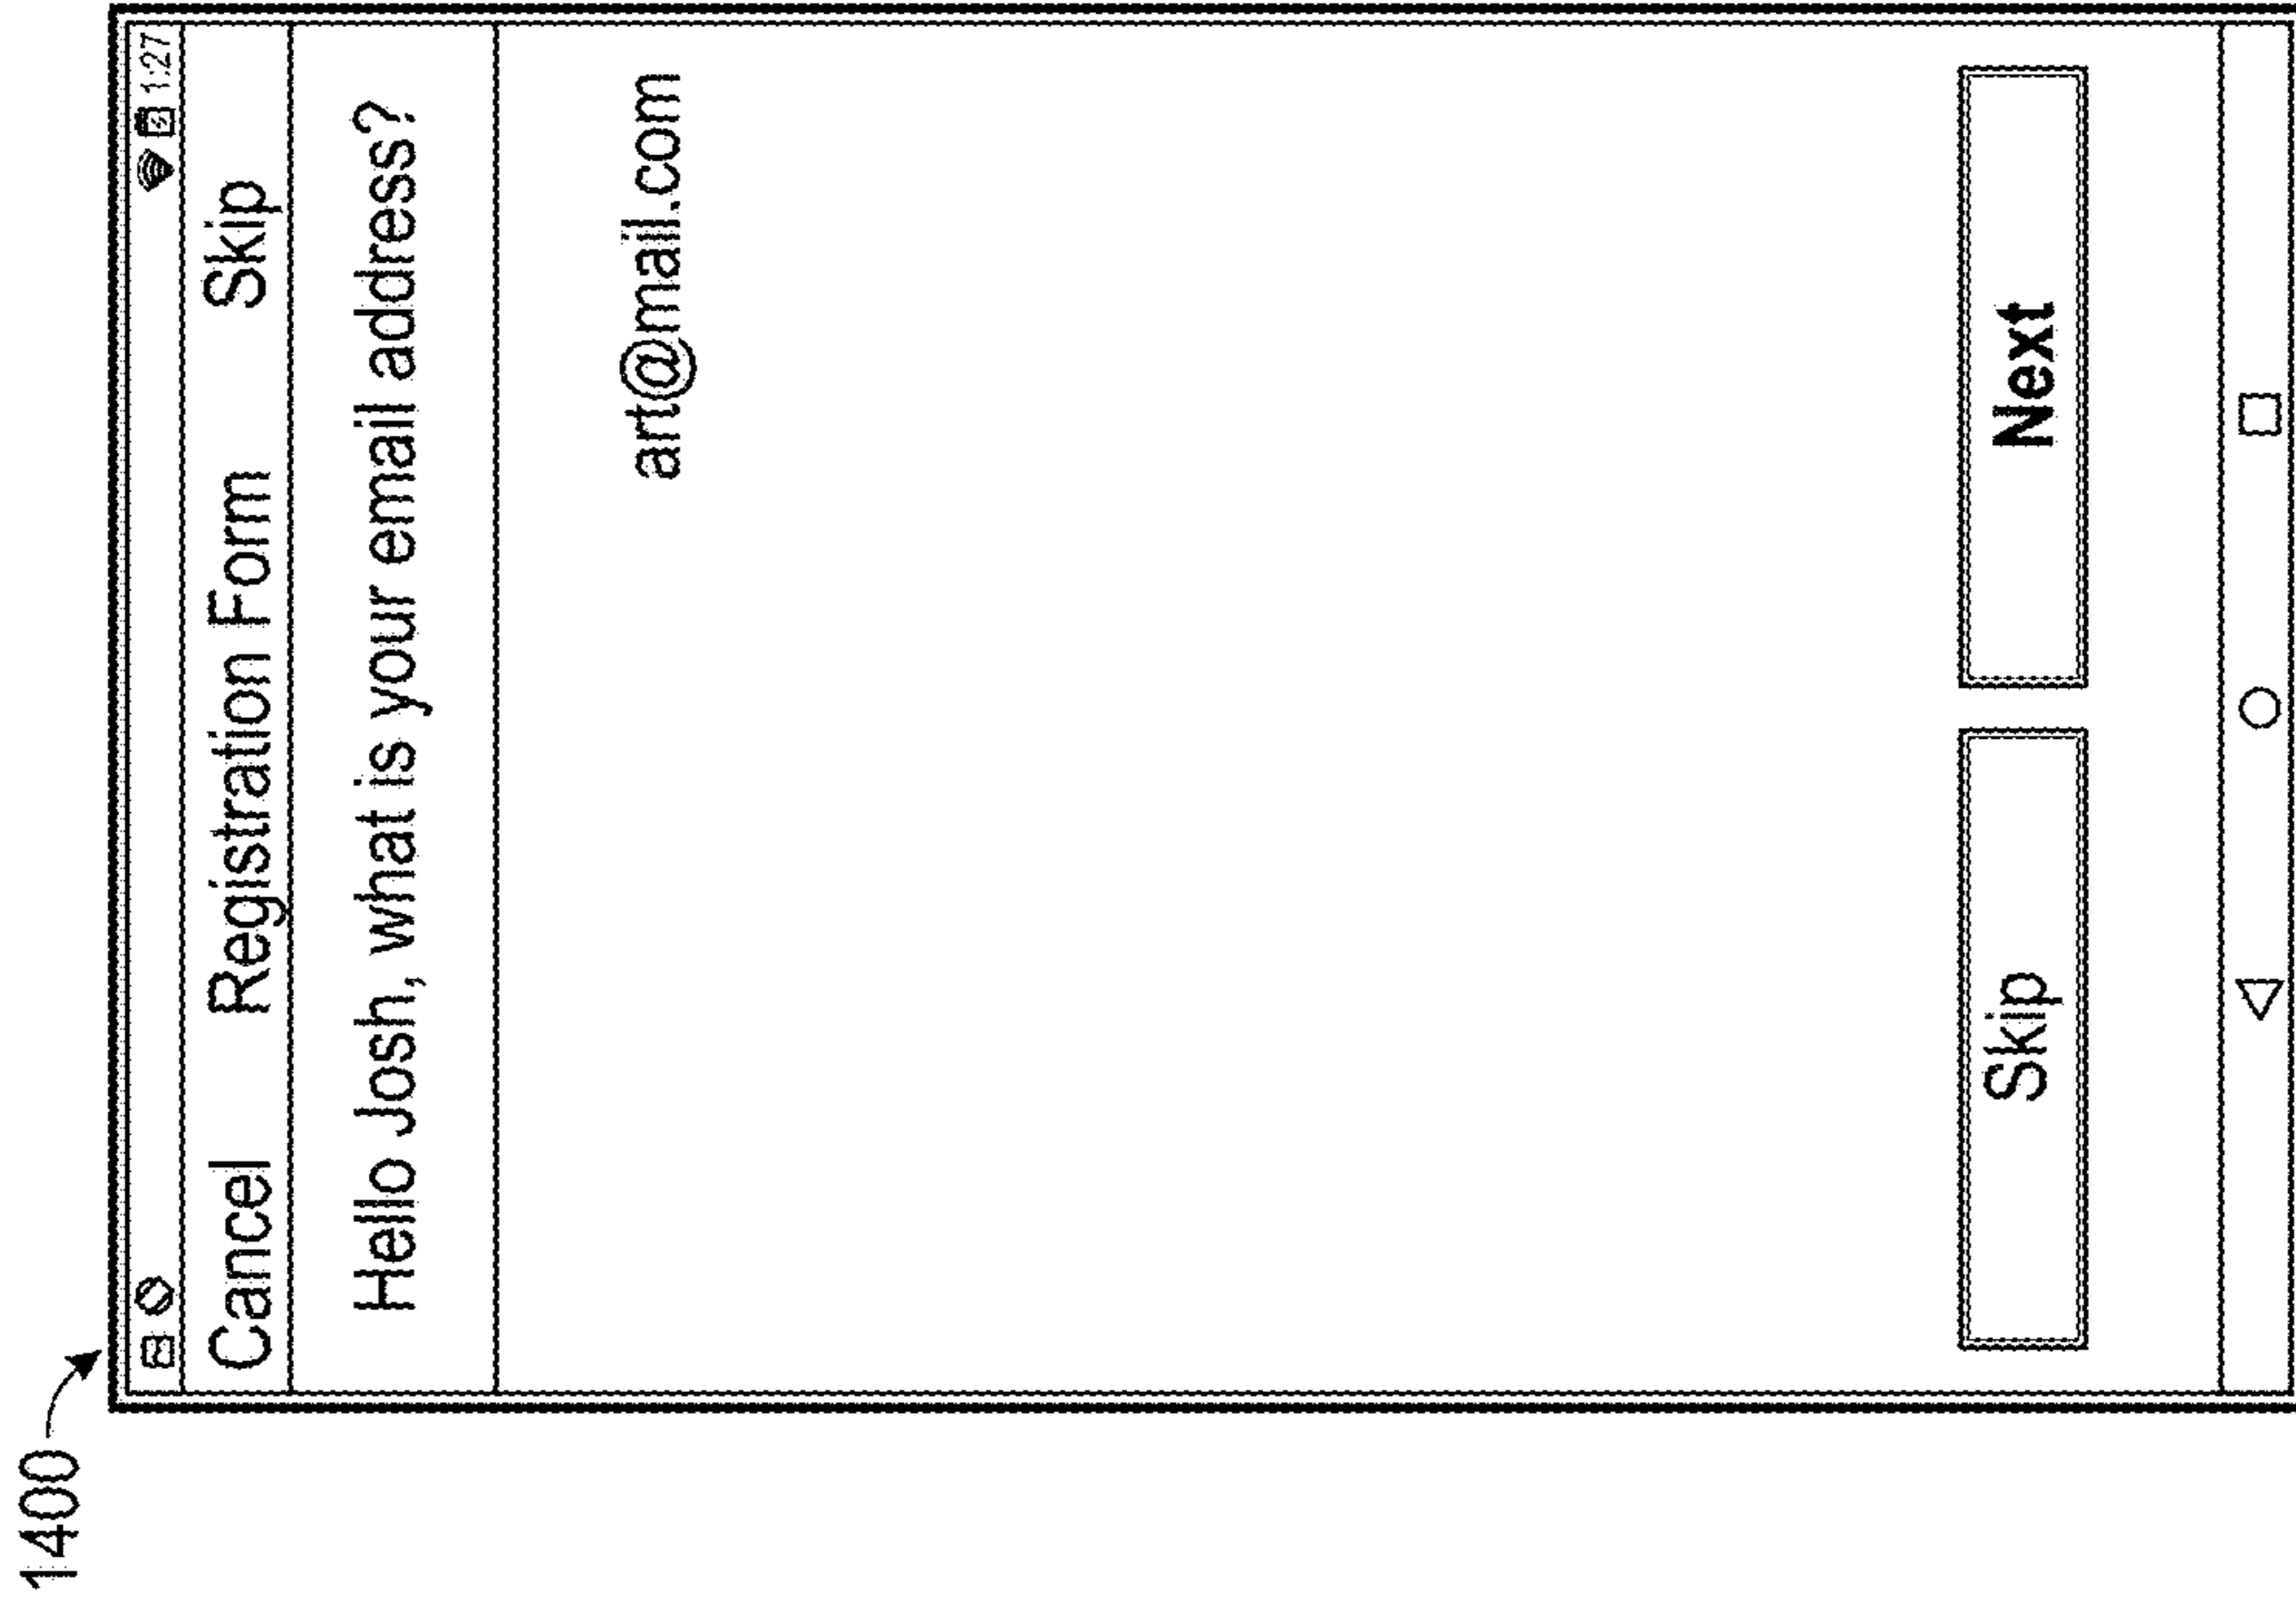 1400
1:27
Cancel Registration Form Skip
Hello Josh, what is your email address?
art@mail.com
Skip Next